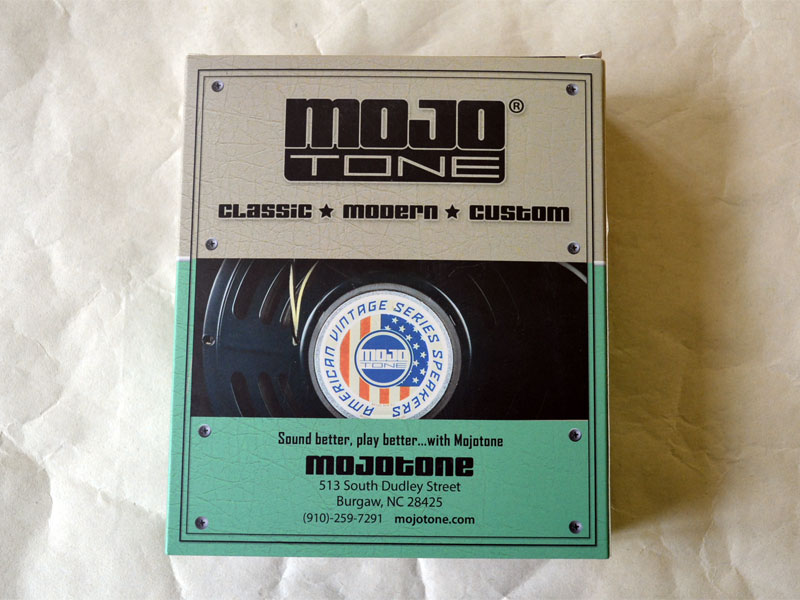 MOJO®
TONE
CLASSIC ★ MODERN ★ CUSTOM
AMERICAN VINTAGE SERIES SPEAKERS
MOJO
TONE
Sound better, play better...with Mojotone
mojotone
513 South Dudley Street
Burgaw, NC 28425
(910)-259-7291 mojotone.com